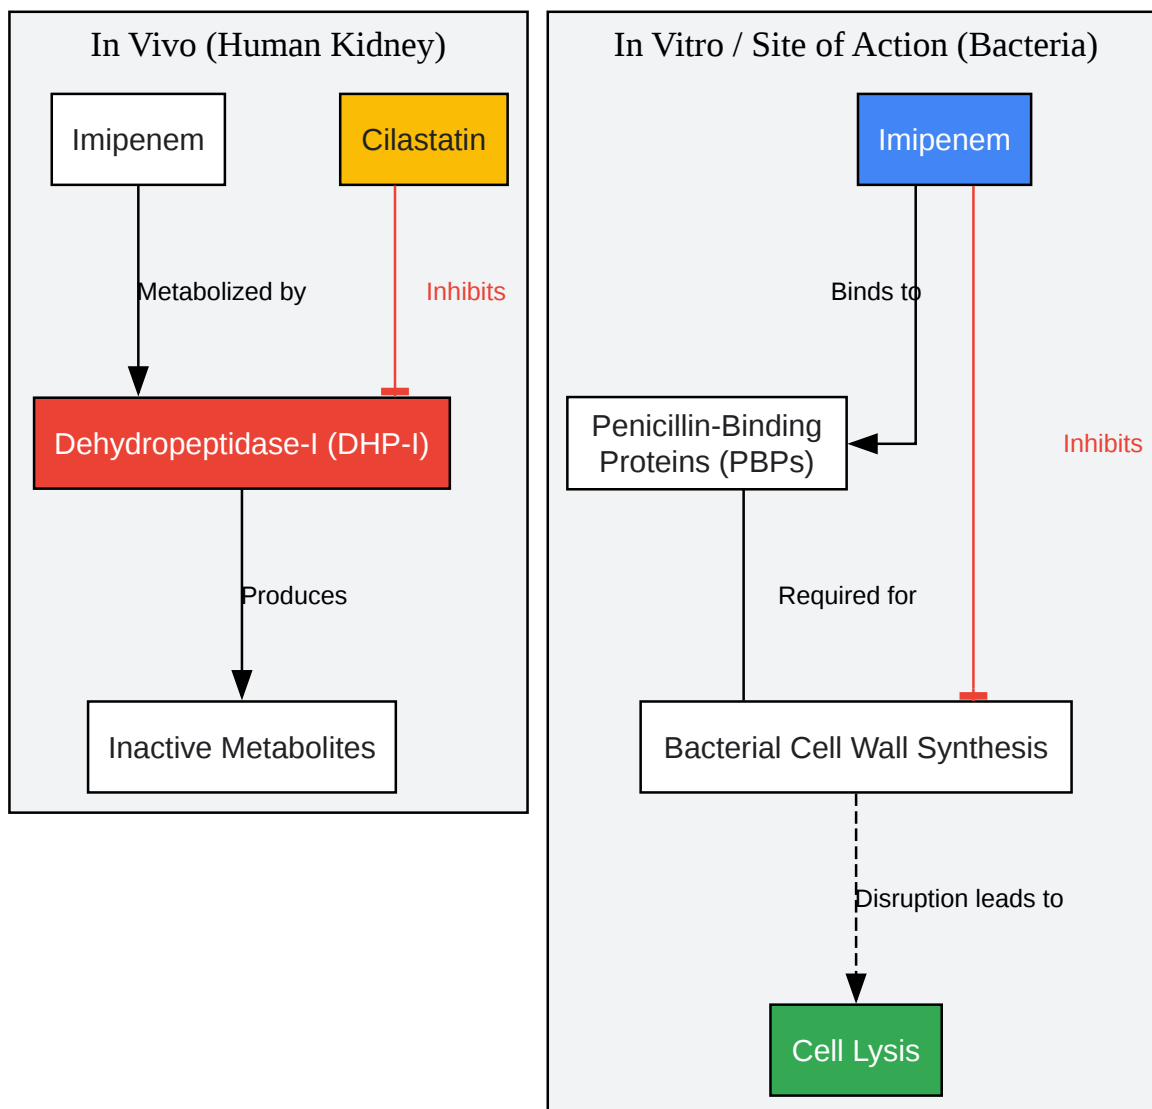 In Vivo (Human Kidney)
Imipenem
Cilastatin
Metabolized by
Inhibits
Dehydropeptidase-I (DHP-I)
Produces
Inactive Metabolites
In Vitro / Site of Action (Bacteria)
Imipenem
Binds to
Penicillin-Binding
Proteins (PBPs)
Inhibits
Required for
Bacterial Cell Wall Synthesis
Disruption leads to
Cell Lysis